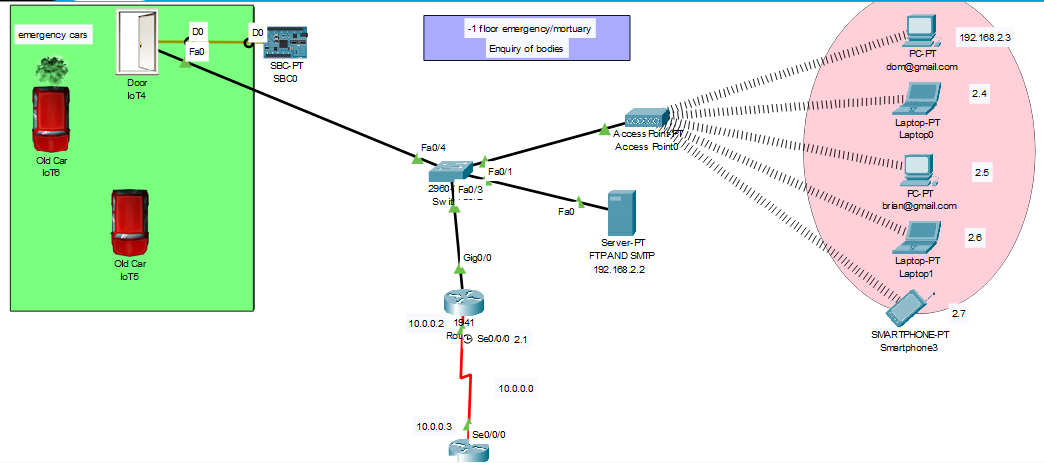 emergency cars
D0
D0
Fa0
SBC-PT
SBC0
Door
IoT4
Old Car
IoT6
Old Car
IoT5
-1 floor emergency/mortuary
Enquiry of bodies
192.168.2.3
PC-PT
dom@gmail.com
2.4
Laptop-PT
Laptop0
2.5
PC-PT
brian@gmail.com
2.6
Laptop-PT
Laptop1
2.7
SMARTPHONE-PT
Smartphone3
Access Point-PT
Access Point0
Fa0/4
Fa0/1
Fa0/3
Fa0
Server-PT
FTPAND SMTP
192.168.2.2
Gig0/0
10.0.0.2
1941
Se0/0/0
2.1
10.0.0.0
10.0.0.3
Se0/0/0